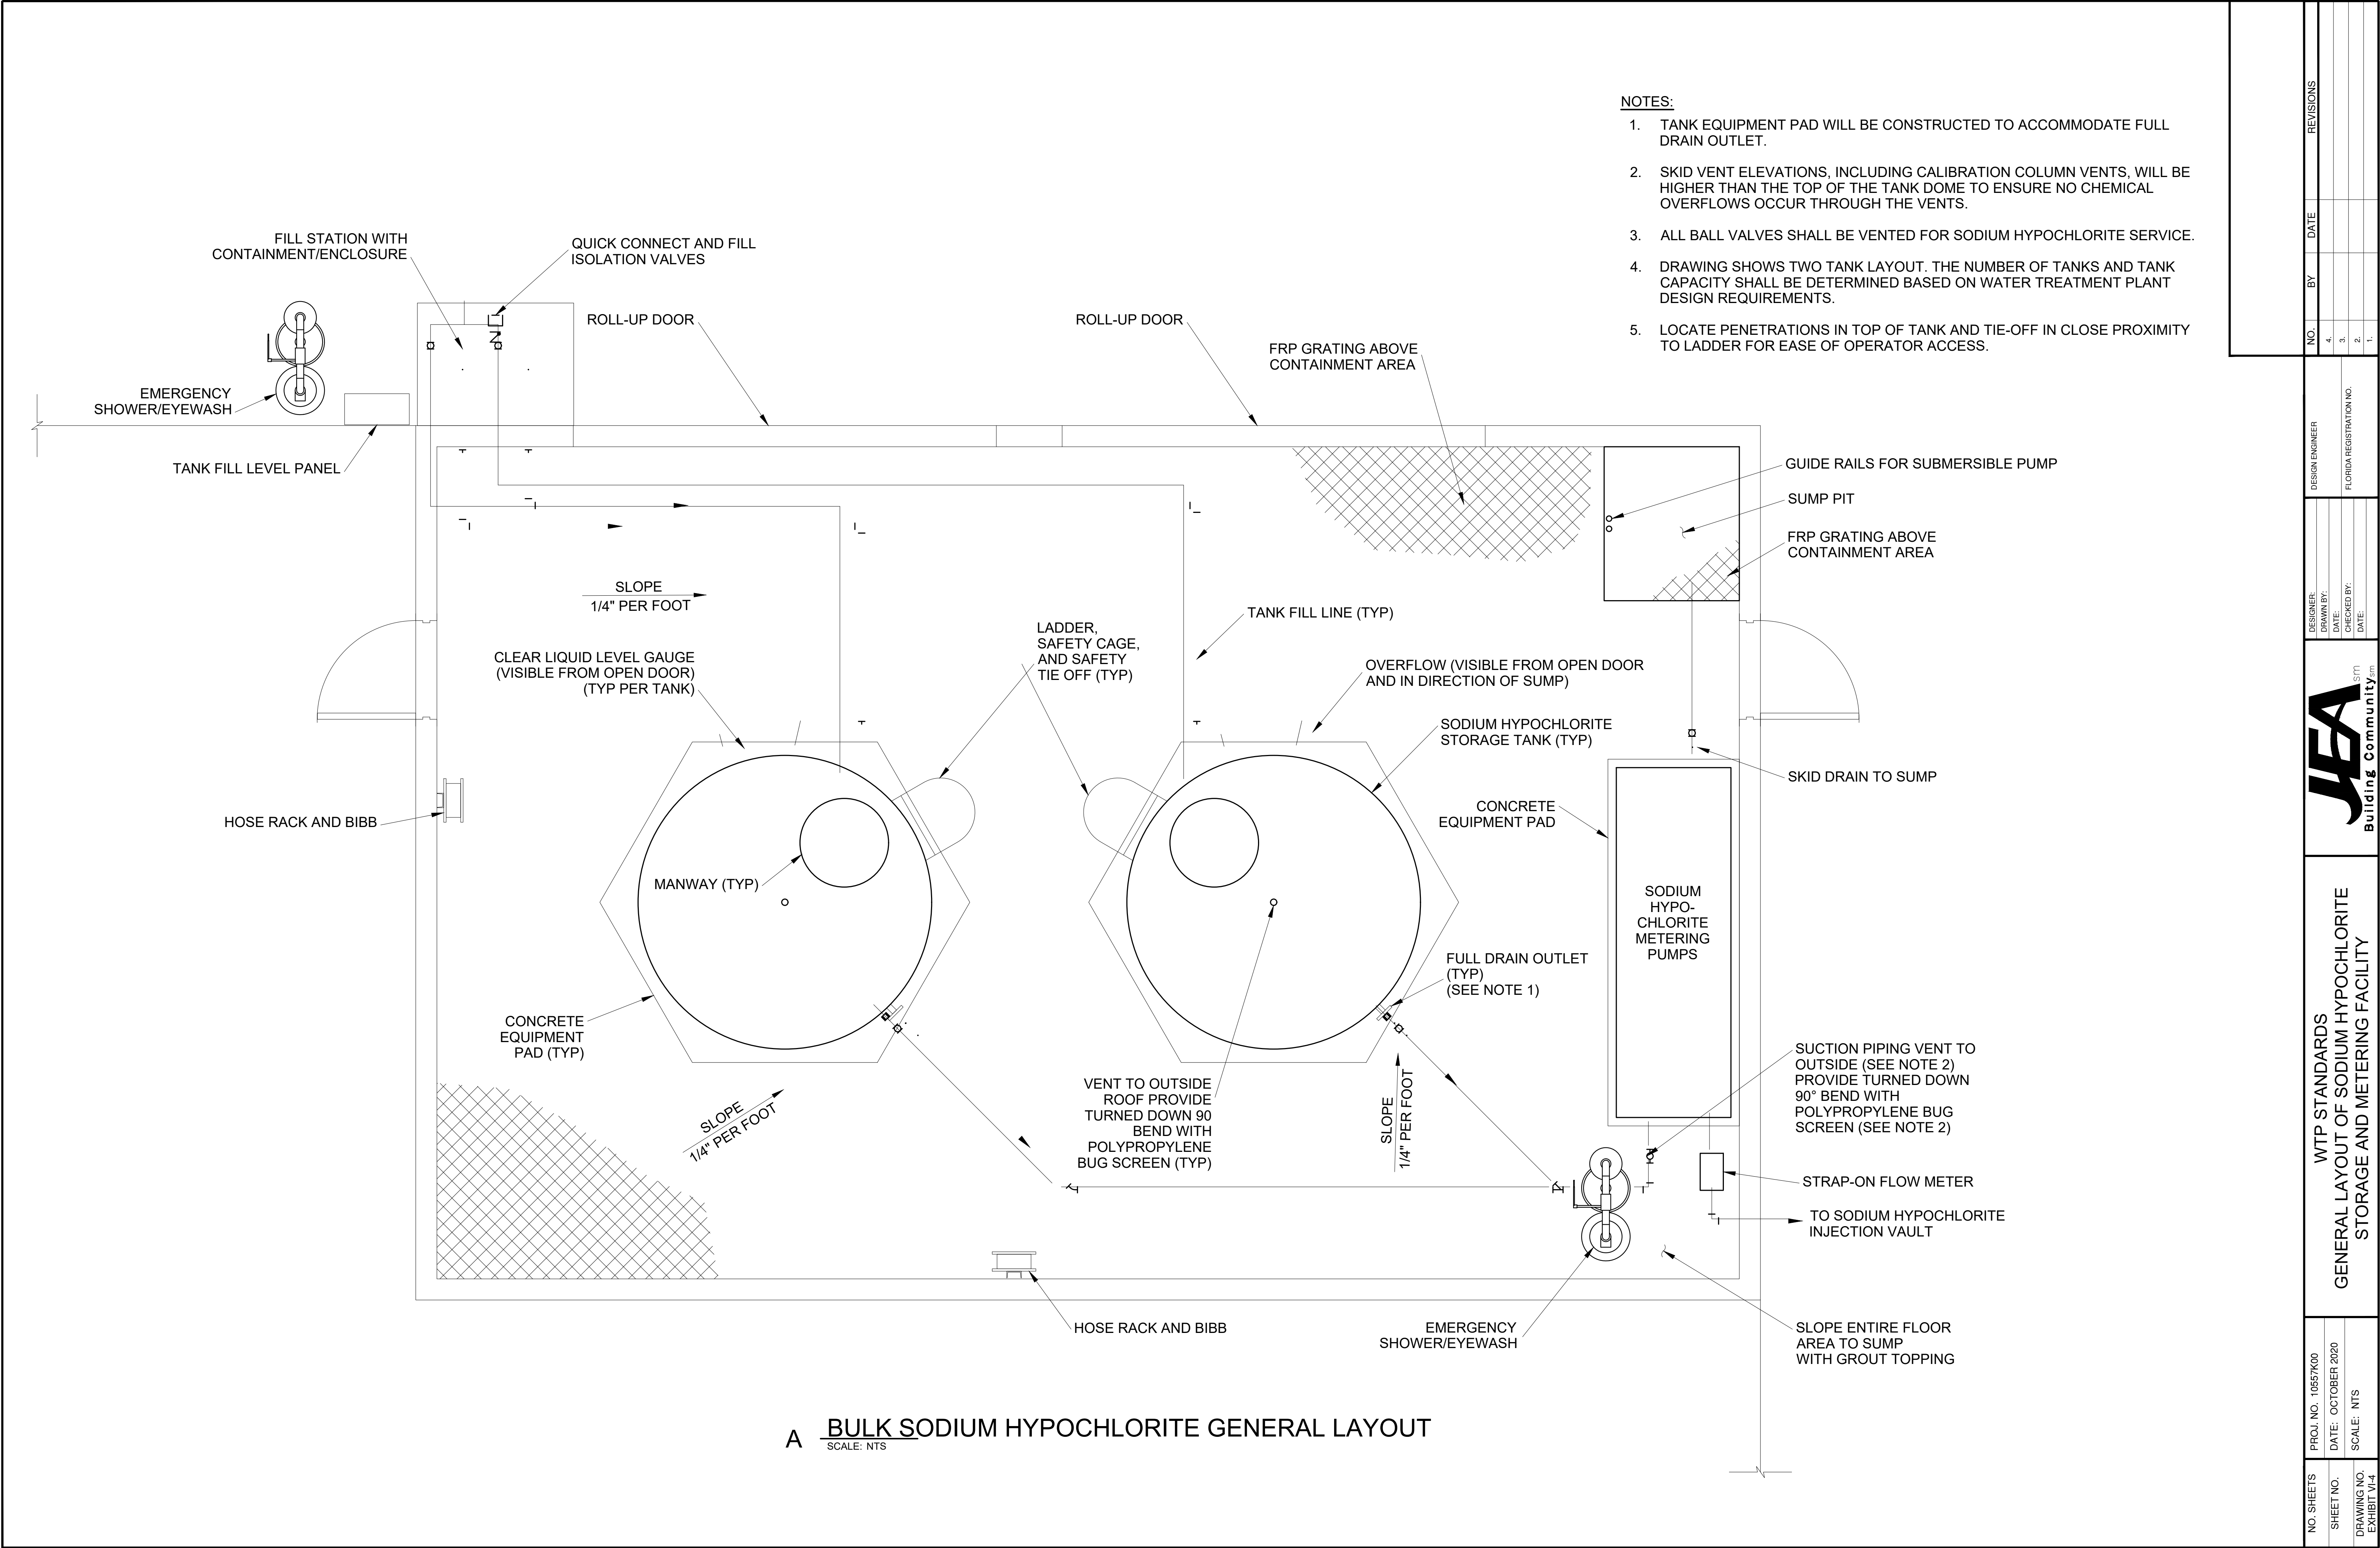 NOTES:
1. TANK EQUIPMENT PAD WILL BE CONSTRUCTED TO ACCOMMODATE FULL
DRAIN OUTLET.
2. SKID VENT ELEVATIONS, INCLUDING CALIBRATION COLUMN VENTS, WILL BE
HIGHER THAN THE TOP OF THE TANK DOME TO ENSURE NO CHEMICAL
OVERFLOWS OCCUR THROUGH THE VENTS.
3. ALL BALL VALVES SHALL BE VENTED FOR SODIUM HYPOCHLORITE SERVICE.
4. DRAWING SHOWS TWO TANK LAYOUT. THE NUMBER OF TANKS AND TANK
CAPACITY SHALL BE DETERMINED BASED ON WATER TREATMENT PLANT
DESIGN REQUIREMENTS.
5. LOCATE PENETRATIONS IN TOP OF TANK AND TIE-OFF IN CLOSE PROXIMITY
TO LADDER FOR EASE OF OPERATOR ACCESS.
FILL STATION WITH
CONTAINMENT/ENCLOSURE
QUICK CONNECT AND FILL
ISOLATION VALVES
ROLL-UP DOOR
ROLL-UP DOOR
FRP GRATING ABOVE
CONTAINMENT AREA
EMERGENCY
SHOWER/EYEWASH
TANK FILL LEVEL PANEL
GUIDE RAILS FOR SUBMERSIBLE PUMP
SUMP PIT
FRP GRATING ABOVE
CONTAINMENT AREA
SLOPE
1/4" PER FOOT
TANK FILL LINE (TYP)
LADDER,
SAFETY CAGE,
AND SAFETY
TIE OFF (TYP)
CLEAR LIQUID LEVEL GAUGE
(VISIBLE FROM OPEN DOOR)
(TYP PER TANK)
OVERFLOW (VISIBLE FROM OPEN DOOR
AND IN DIRECTION OF SUMP)
SODIUM HYPOCHLORITE
STORAGE TANK (TYP)
SKID DRAIN TO SUMP
HOSE RACK AND BIBB
CONCRETE
EQUIPMENT PAD
MANWAY (TYP)
SODIUM
HYPO-
CHLORITE
METERING
PUMPS
FULL DRAIN OUTLET
(TYP)
(SEE NOTE 1)
CONCRETE
EQUIPMENT
PAD (TYP)
SUCTION PIPING VENT TO
OUTSIDE (SEE NOTE 2)
PROVIDE TURNED DOWN
90° BEND WITH
POLYPROPYLENE BUG
SCREEN (SEE NOTE 2)
VENT TO OUTSIDE
ROOF PROVIDE
TURNED DOWN 90
BEND WITH
POLYPROPYLENE
BUG SCREEN (TYP)
SLOPE
1/4" PER FOOT
SLOPE
1/4" PER FOOT
STRAP-ON FLOW METER
TO SODIUM HYPOCHLORITE
INJECTION VAULT
HOSE RACK AND BIBB
EMERGENCY
SHOWER/EYEWASH
SLOPE ENTIRE FLOOR
AREA TO SUMP
WITH GROUT TOPPING
A BULK SODIUM HYPOCHLORITE GENERAL LAYOUT
SCALE: NTS
NO. BY DATE REVISIONS
4.
3.
2.
1.
DESIGN ENGINEER
FLORIDA REGISTRATION NO.
DESIGNER:
DRAWN BY:
DATE:
CHECKED BY:
DATE:
JEA sm
Building Community sm
WTP STANDARDS
GENERAL LAYOUT OF SODIUM HYPOCHLORITE
STORAGE AND METERING FACILITY
PROJ. NO. 10557K00
DATE: OCTOBER 2020
SCALE: NTS
NO. SHEETS
SHEET NO.
DRAWING NO.
EXHIBIT VI-4